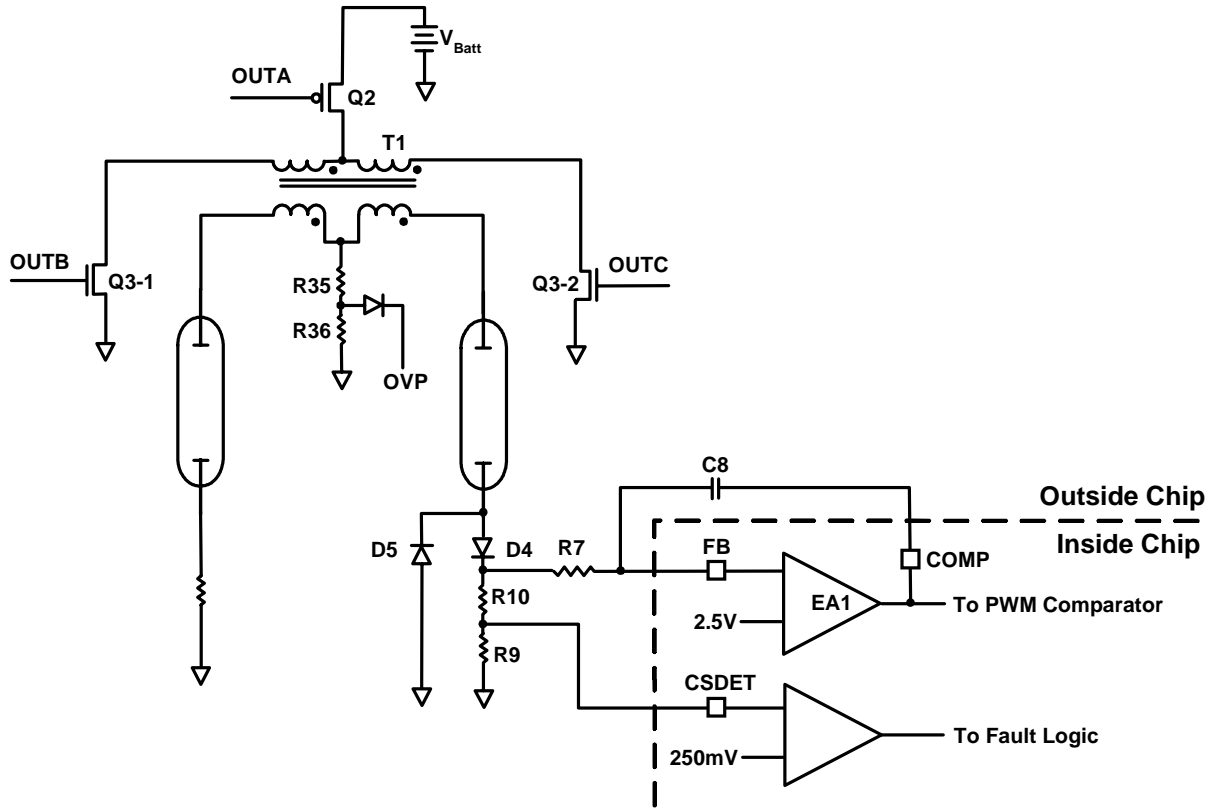 V Batt
OUTA
Q2
T1
OUTB
Q3-1
OUTC
Q3-2
R35
R36
OVP
C8
Outside Chip
Inside Chip
D5
D4
R7
FB
COMP
R10
EA1
To PWM Comparator
2.5V
R9
CSDET
To Fault Logic
250mV